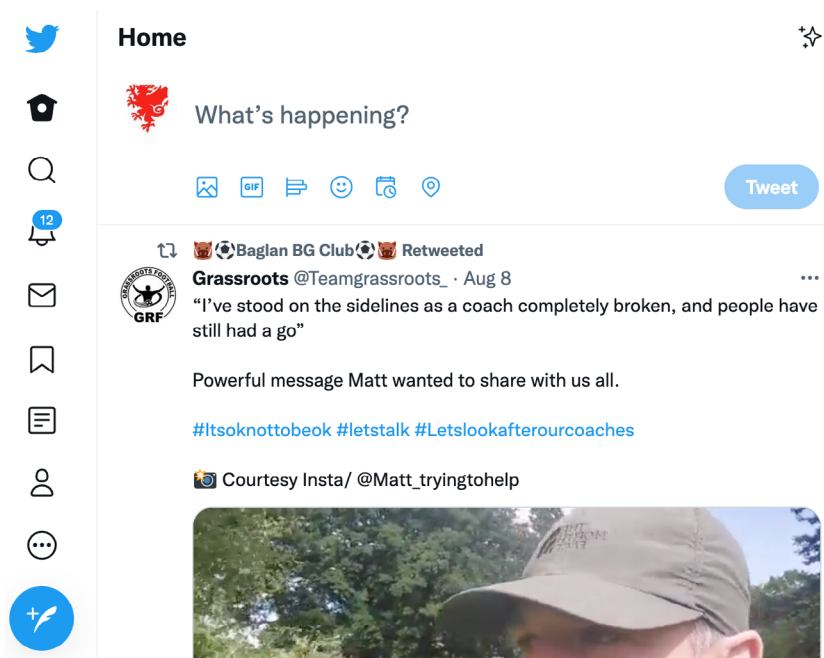 Home
What's happening?
GIF
Tweet
12
🐷⚽Baglan BG Club⚽🐷 Retweeted
Grassroots @Teamgrassroots_ · Aug 8
“I’ve stood on the sidelines as a coach completely broken, and people have
still had a go”
Powerful message Matt wanted to share with us all.
#Itsoknottobeok #letstalk #Letslookafterourcoaches
📸 Courtesy Insta/ @Matt_tryingtohelp
GRASSROOTS FOOTBALL
GRF